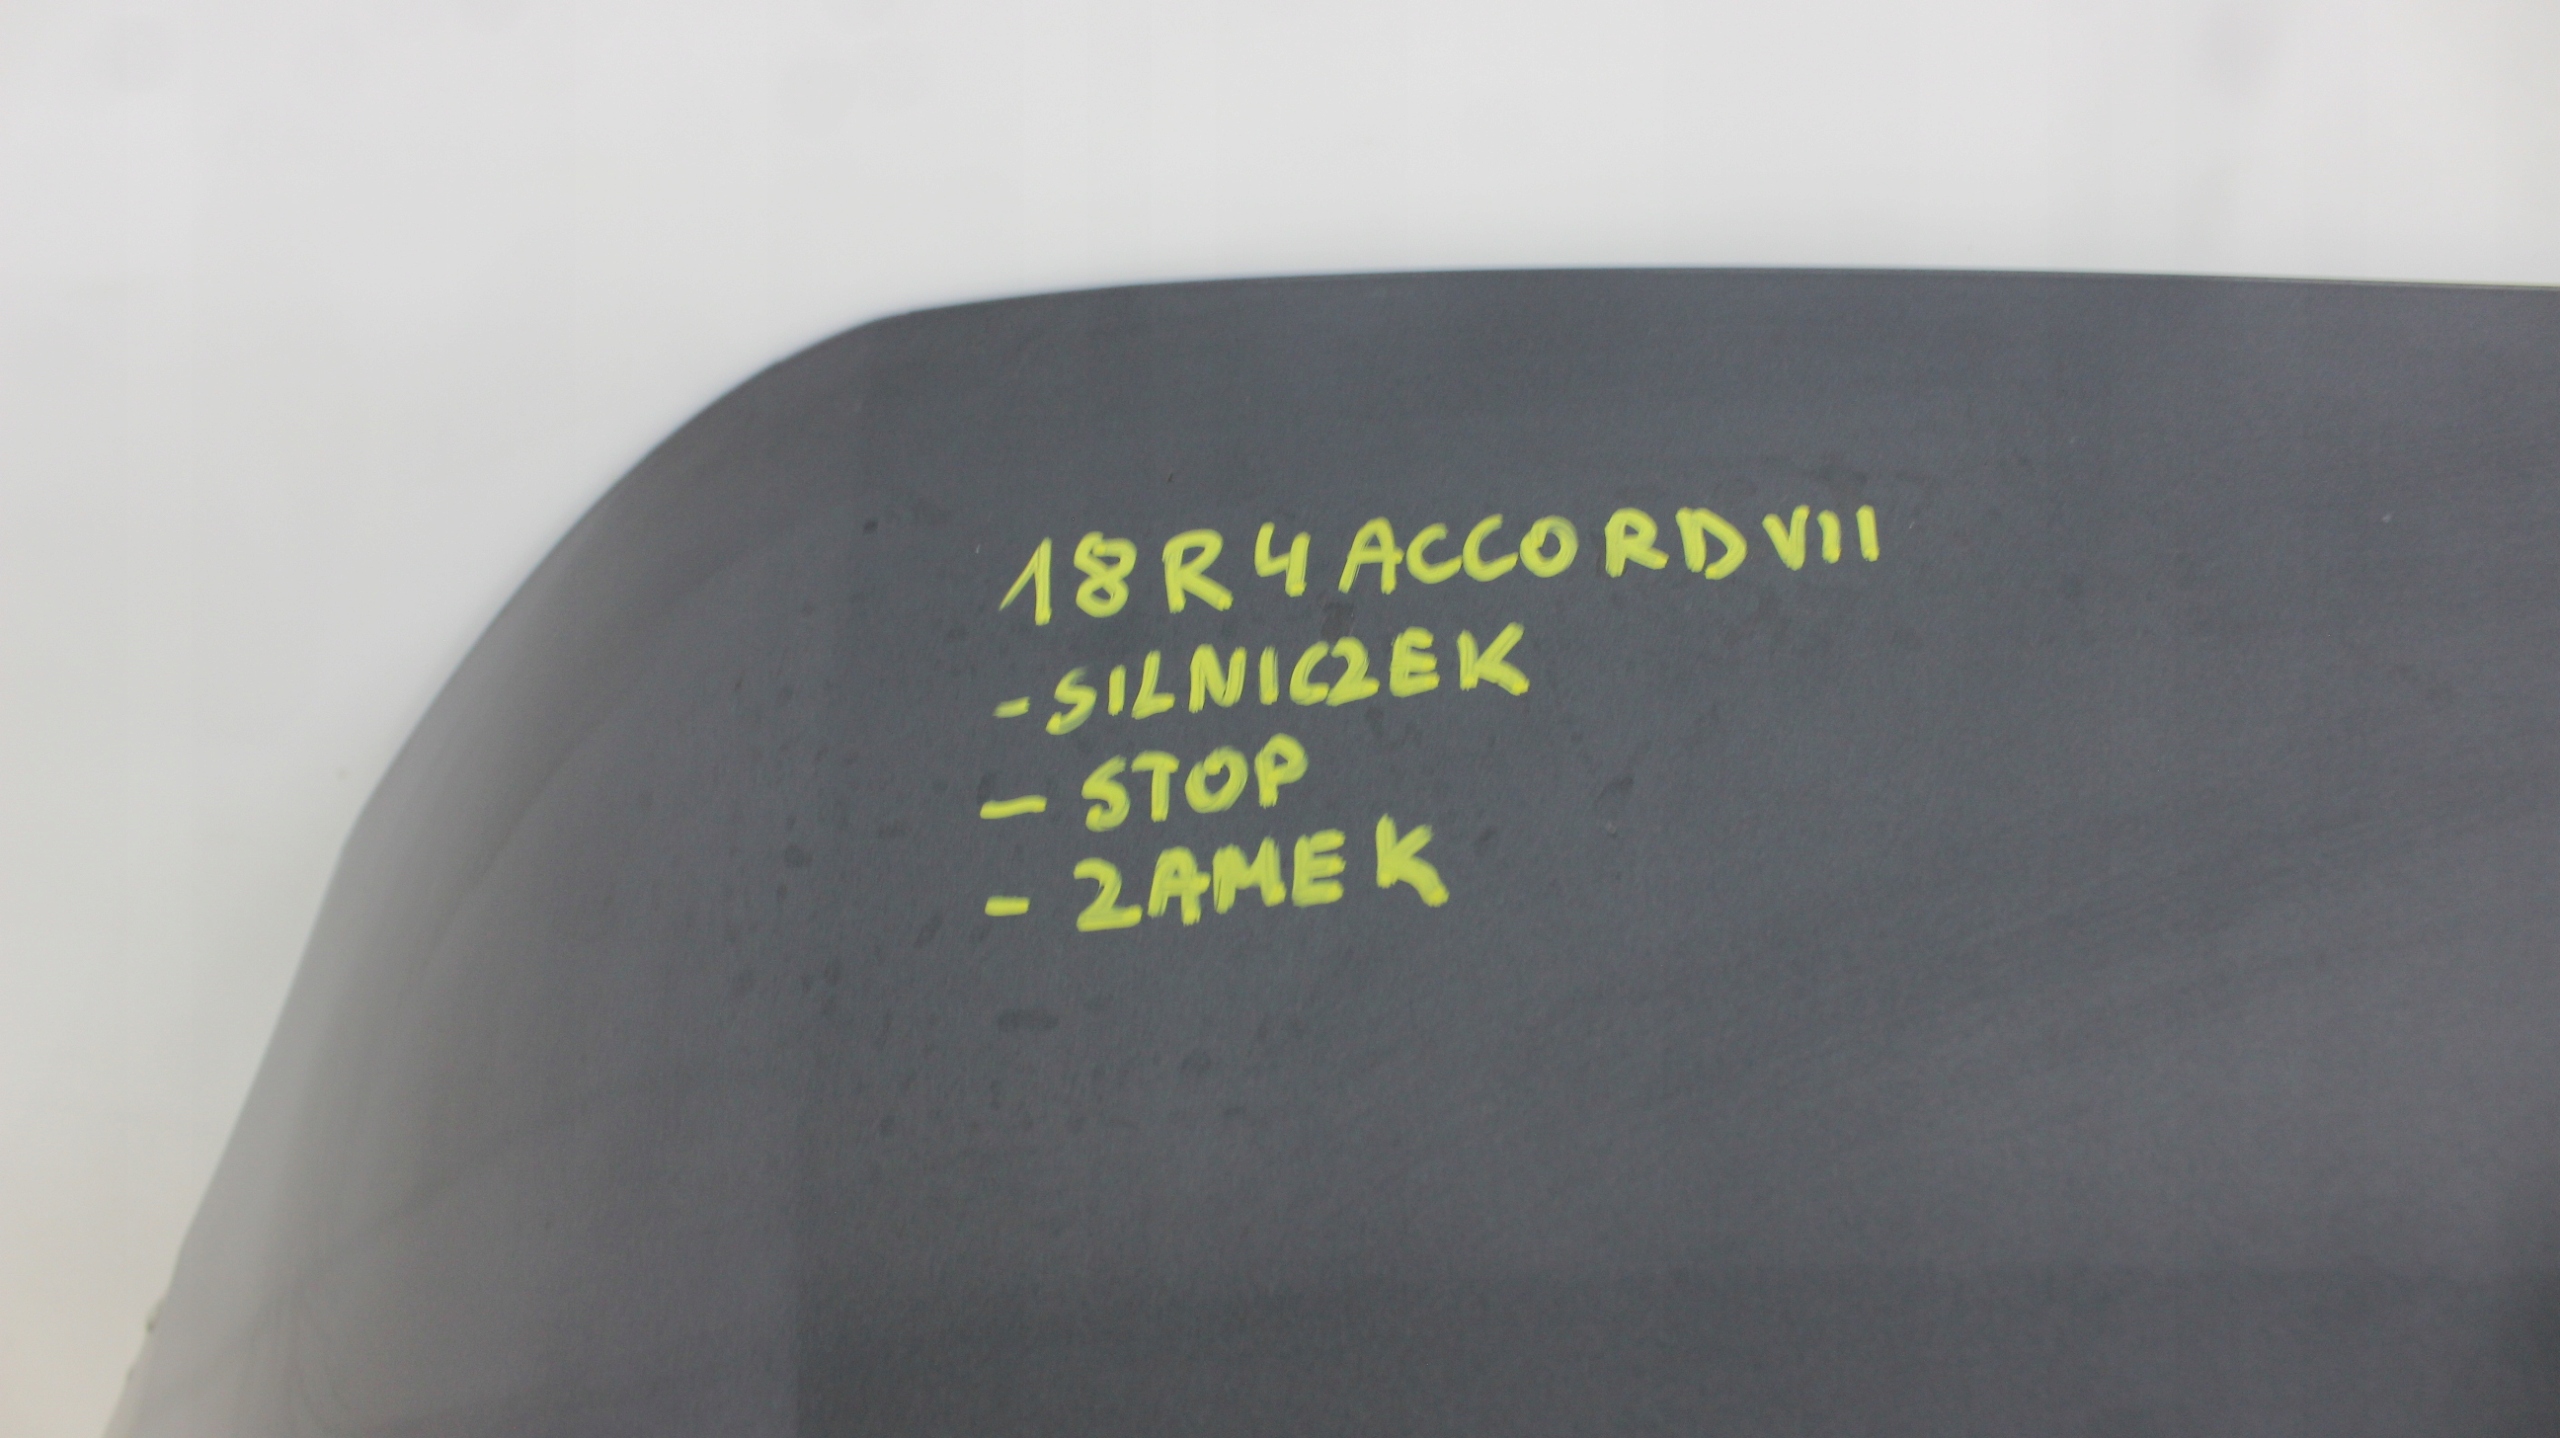 18R4 ACCORD VII
- SILNICZEK
- STOP
- ZAMEK